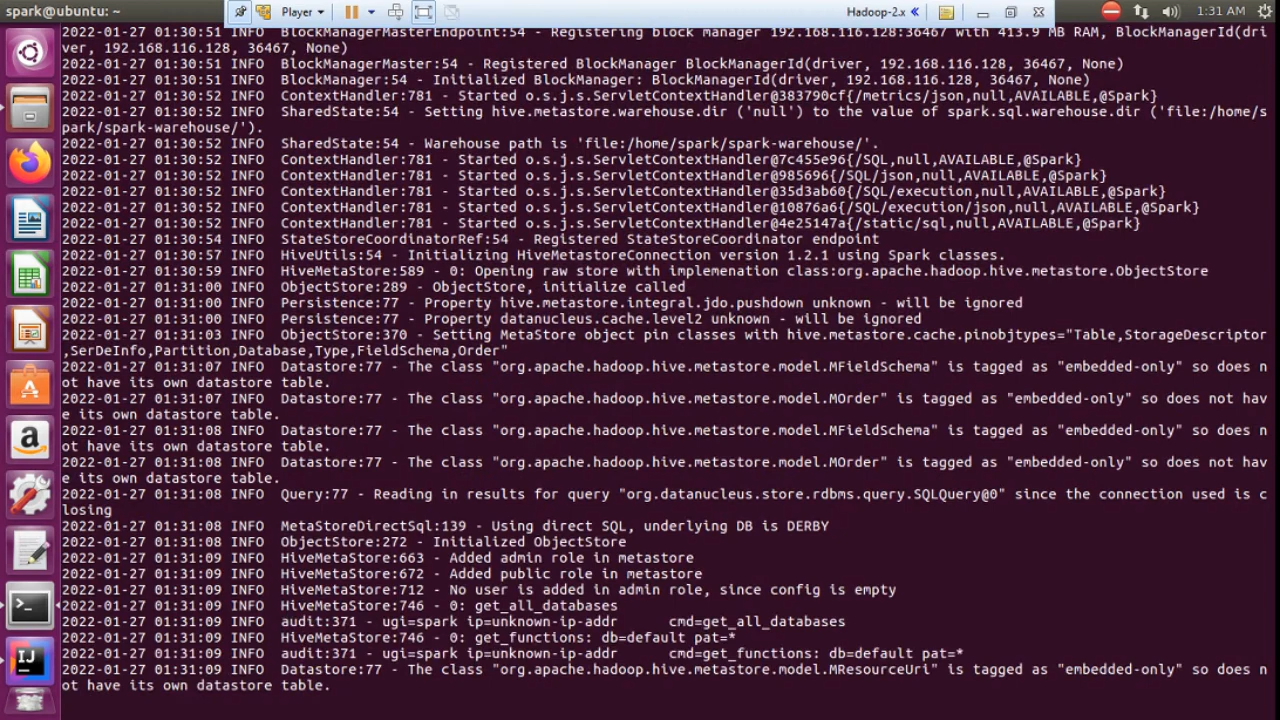 spark@ubuntu: ~
Player
Hadoop-2.x
1:31 AM
2022-01-27 01:30:51 INFO  BlockManagerMasterEndpoint:54 - Registering block manager 192.168.116.128:36467 with 413.9 MB RAM, BlockManagerId(dri
ver, 192.168.116.128, 36467, None)
2022-01-27 01:30:51 INFO  BlockManagerMaster:54 - Registered BlockManager BlockManagerId(driver, 192.168.116.128, 36467, None)
2022-01-27 01:30:51 INFO  BlockManager:54 - Initialized BlockManager: BlockManagerId(driver, 192.168.116.128, 36467, None)
2022-01-27 01:30:52 INFO  ContextHandler:781 - Started o.s.j.s.ServletContextHandler@383790cf{/metrics/json,null,AVAILABLE,@Spark}
2022-01-27 01:30:52 INFO  SharedState:54 - Setting hive.metastore.warehouse.dir ('null') to the value of spark.sql.warehouse.dir ('file:/home/s
park/spark-warehouse/').
2022-01-27 01:30:52 INFO  SharedState:54 - Warehouse path is 'file:/home/spark/spark-warehouse/'.
2022-01-27 01:30:52 INFO  ContextHandler:781 - Started o.s.j.s.ServletContextHandler@7c455e96{/SQL,null,AVAILABLE,@Spark}
2022-01-27 01:30:52 INFO  ContextHandler:781 - Started o.s.j.s.ServletContextHandler@985696{/SQL/json,null,AVAILABLE,@Spark}
2022-01-27 01:30:52 INFO  ContextHandler:781 - Started o.s.j.s.ServletContextHandler@35d3ab60{/SQL/execution,null,AVAILABLE,@Spark}
2022-01-27 01:30:52 INFO  ContextHandler:781 - Started o.s.j.s.ServletContextHandler@10876a6{/SQL/execution/json,null,AVAILABLE,@Spark}
2022-01-27 01:30:52 INFO  ContextHandler:781 - Started o.s.j.s.ServletContextHandler@4e25147a{/static/sql,null,AVAILABLE,@Spark}
2022-01-27 01:30:54 INFO  StateStoreCoordinatorRef:54 - Registered StateStoreCoordinator endpoint
2022-01-27 01:30:57 INFO  HiveUtils:54 - Initializing HiveMetastoreConnection version 1.2.1 using Spark classes.
2022-01-27 01:30:59 INFO  HiveMetaStore:589 - 0: Opening raw store with implemenation class:org.apache.hadoop.hive.metastore.ObjectStore
2022-01-27 01:31:00 INFO  ObjectStore:289 - ObjectStore, initialize called
2022-01-27 01:31:00 INFO  Persistence:77 - Property hive.metastore.integral.jdo.pushdown unknown - will be ignored
2022-01-27 01:31:00 INFO  Persistence:77 - Property datanucleus.cache.level2 unknown - will be ignored
2022-01-27 01:31:03 INFO  ObjectStore:370 - Setting MetaStore object pin classes with hive.metastore.cache.pinobjtypes="Table,StorageDescriptor
,SerDeInfo,Partition,Database,Type,FieldSchema,Order"
2022-01-27 01:31:07 INFO  Datastore:77 - The class "org.apache.hadoop.hive.metastore.model.MFieldSchema" is tagged as "embedded-only" so does n
ot have its own datastore table.
2022-01-27 01:31:07 INFO  Datastore:77 - The class "org.apache.hadoop.hive.metastore.model.MOrder" is tagged as "embedded-only" so does not hav
e its own datastore table.
2022-01-27 01:31:08 INFO  Datastore:77 - The class "org.apache.hadoop.hive.metastore.model.MFieldSchema" is tagged as "embedded-only" so does n
ot have its own datastore table.
2022-01-27 01:31:08 INFO  Datastore:77 - The class "org.apache.hadoop.hive.metastore.model.MOrder" is tagged as "embedded-only" so does not hav
e its own datastore table.
2022-01-27 01:31:08 INFO  Query:77 - Reading in results for query "org.datanucleus.store.rdbms.query.SQLQuery@0" since the connection used is c
losing
2022-01-27 01:31:08 INFO  MetaStoreDirectSql:139 - Using direct SQL, underlying DB is DERBY
2022-01-27 01:31:08 INFO  ObjectStore:272 - Initialized ObjectStore
2022-01-27 01:31:09 INFO  HiveMetaStore:663 - Added admin role in metastore
2022-01-27 01:31:09 INFO  HiveMetaStore:672 - Added public role in metastore
2022-01-27 01:31:09 INFO  HiveMetaStore:712 - No user is added in admin role, since config is empty
2022-01-27 01:31:09 INFO  HiveMetaStore:746 - 0: get_all_databases
2022-01-27 01:31:09 INFO  audit:371 - ugi=spark ip=unknown-ip-addr      cmd=get_all_databases
2022-01-27 01:31:09 INFO  HiveMetaStore:746 - 0: get_functions: db=default pat=*
2022-01-27 01:31:09 INFO  audit:371 - ugi=spark ip=unknown-ip-addr      cmd=get_functions: db=default pat=*
2022-01-27 01:31:09 INFO  Datastore:77 - The class "org.apache.hadoop.hive.metastore.model.MResourceUri" is tagged as "embedded-only" so does n
ot have its own datastore table.